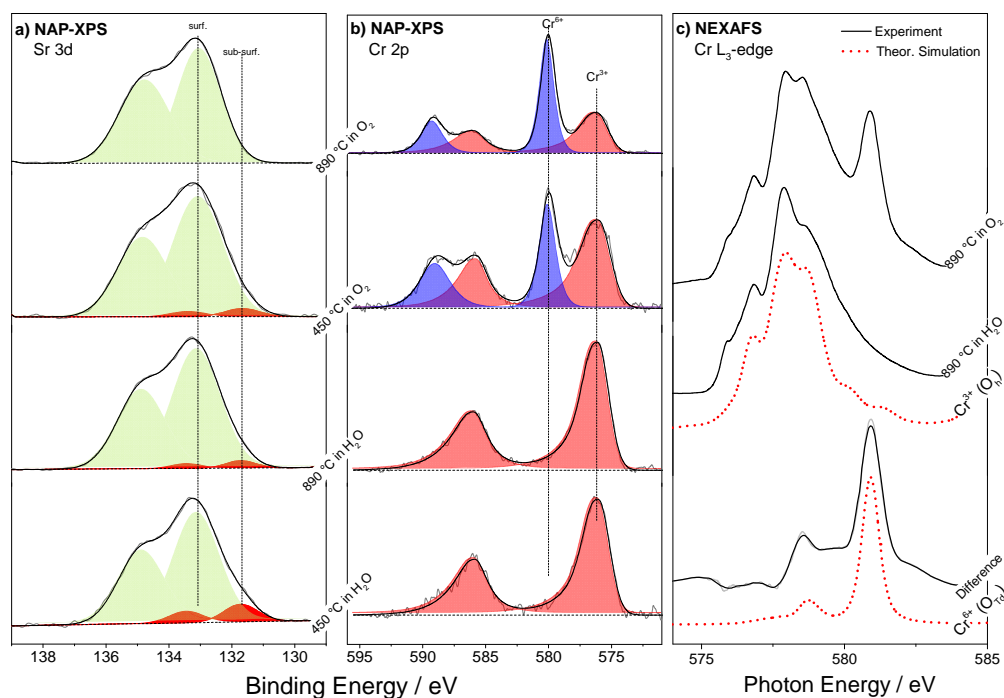 a) NAP-XPS
Sr 3d
surf.
sub-surf.
890 °C in O2
450 °C in O2
890 °C in H2O
450 °C in H2O
138 136 134 132 130
b) NAP-XPS
Cr 2p
Cr6+
Cr3+
595 590 585 580 575
Binding Energy / eV
c) NEXAFS
Cr L3-edge
Experiment
Theor. Simulation
890 °C in O2
890 °C in H2O
Cr3+ (Oh)
Difference
Cr6+ (OTd)
575 580 585
Photon Energy / eV